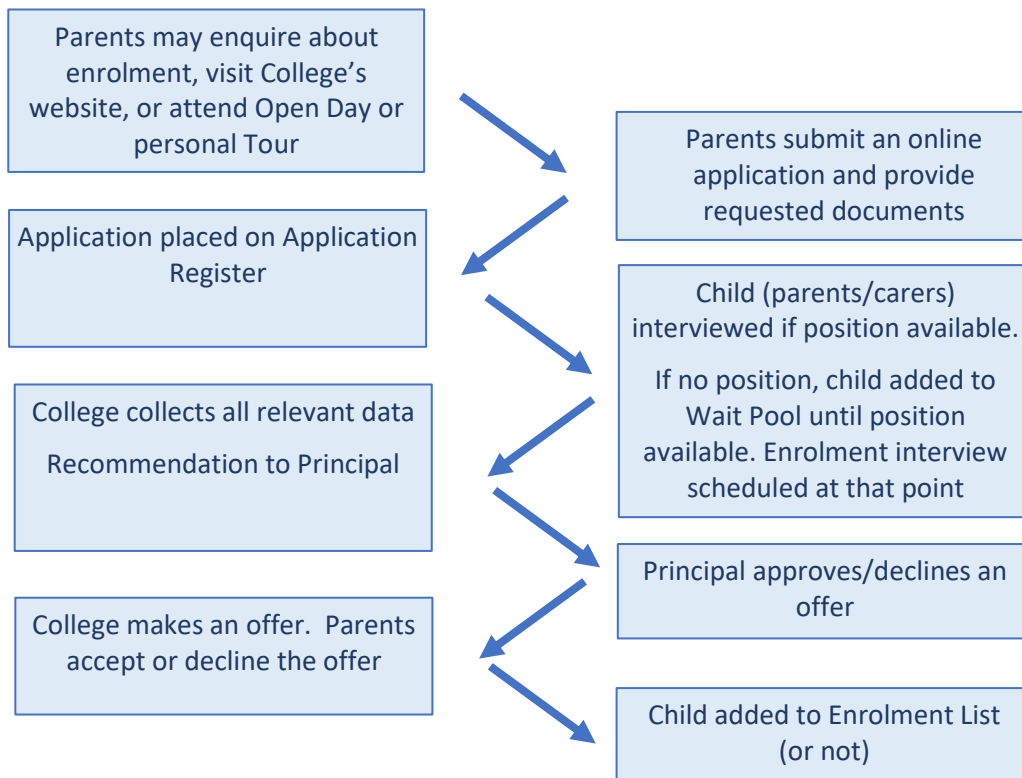 Parents may enquire about
enrolment, visit College’s
website, or attend Open Day or
personal Tour
Parents submit an online
application and provide
requested documents
Application placed on Application
Register
Child (parents/carers)
interviewed if position available.
If no position, child added to
Wait Pool until position
available. Enrolment interview
scheduled at that point
College collects all relevant data
Recommendation to Principal
Principal approves/declines an
offer
College makes an offer.  Parents
accept or decline the offer
Child added to Enrolment List
(or not)